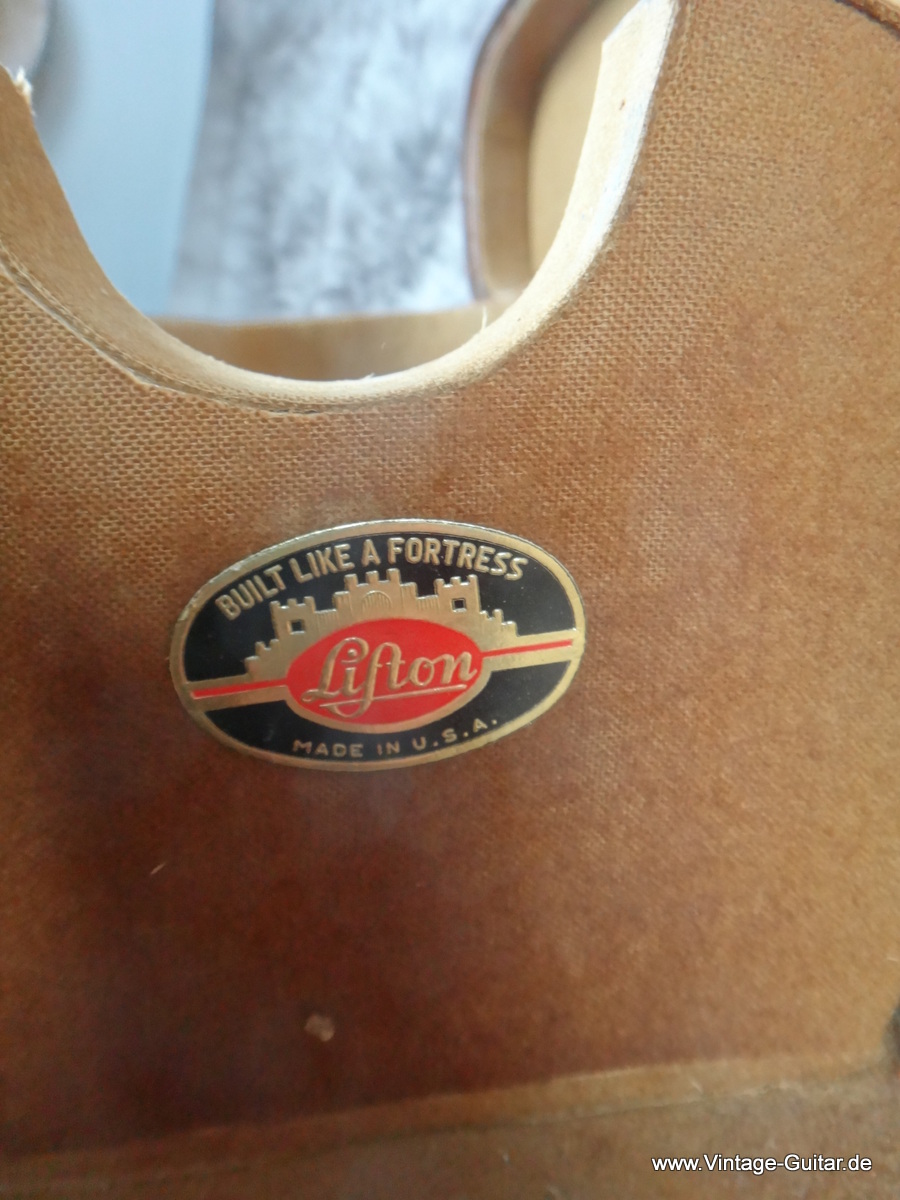 BUILT LIKE A FORTRESS
Lifton
MADE IN U.S.A.
www.Vintage-Guitar.de